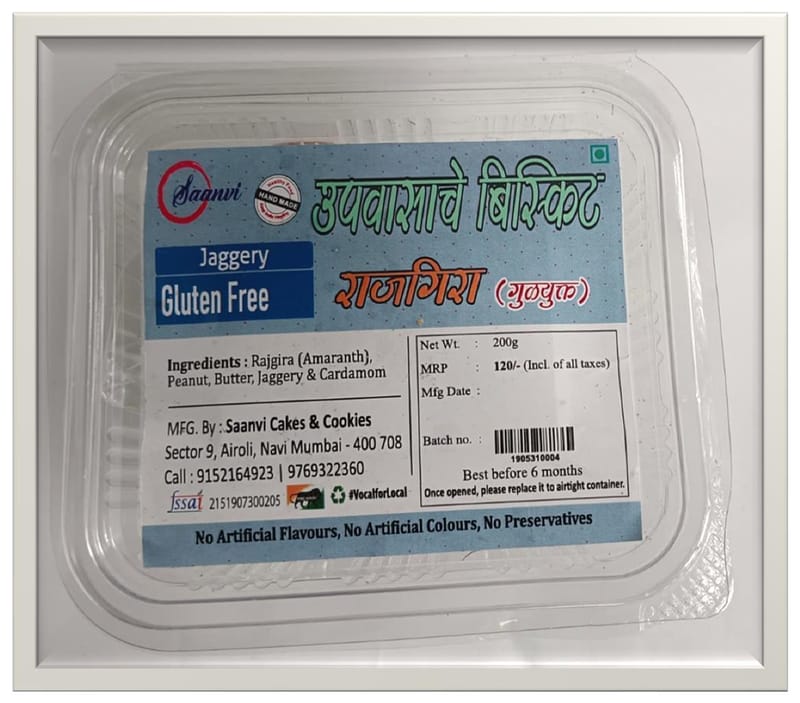 Saanvi
HAND MADE
उपवासाचे बिस्किट
Jaggery
Gluten Free
राजगिरा (गुळयुक्त)
Ingredients : Rajgira (Amaranth),
Peanut, Butter, Jaggery & Cardamom
MFG. By : Saanvi Cakes & Cookies
Sector 9, Airoli, Navi Mumbai - 400 708
Call : 9152164923 | 9769322360
fssai 2151907300205 #VocalforLocal
Net Wt. : 200g
MRP : 120/- (Incl. of all taxes)
Mfg Date :
Batch no. :
1905310004
Best before 6 months
Once opened, please replace it to airtight container.
No Artificial Flavours, No Artificial Colours, No Preservatives